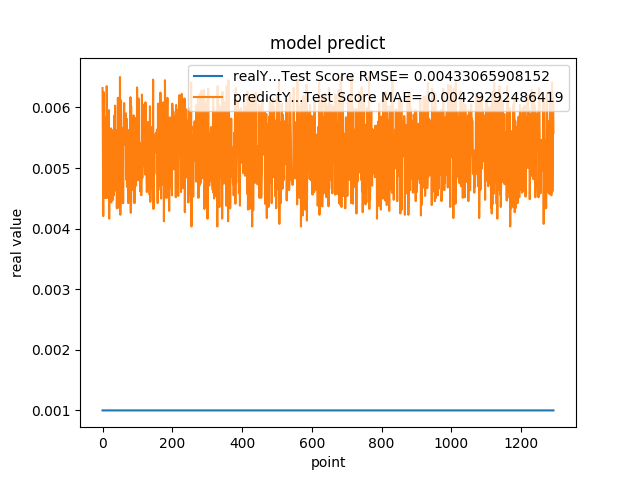 model predict
realY...Test Score RMSE= 0.00433065908152
predictY...Test Score MAE= 0.00429292486419
0.006
0.005
0.004
0.003
0.002
0.001
real value
0 200 400 600 800 1000 1200
point